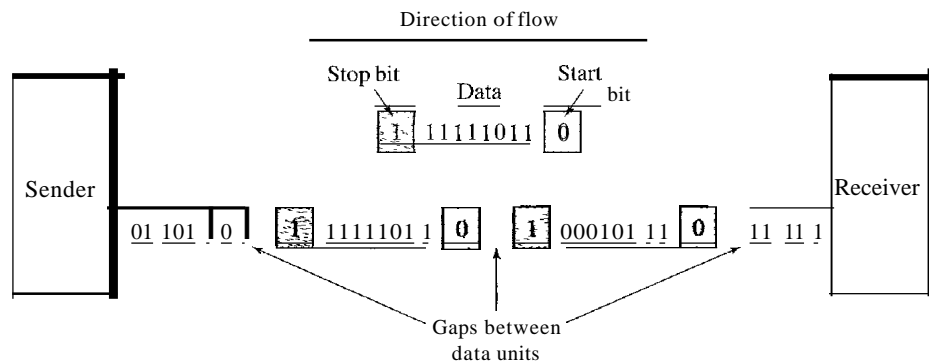 Direction of flow
Stop bit
Data
Start
bit
1 11111011 0
Sender
Receiver
01 101 0 1 1111101 1 0 1 000101 11 0 11 11 1
Gaps between
data units